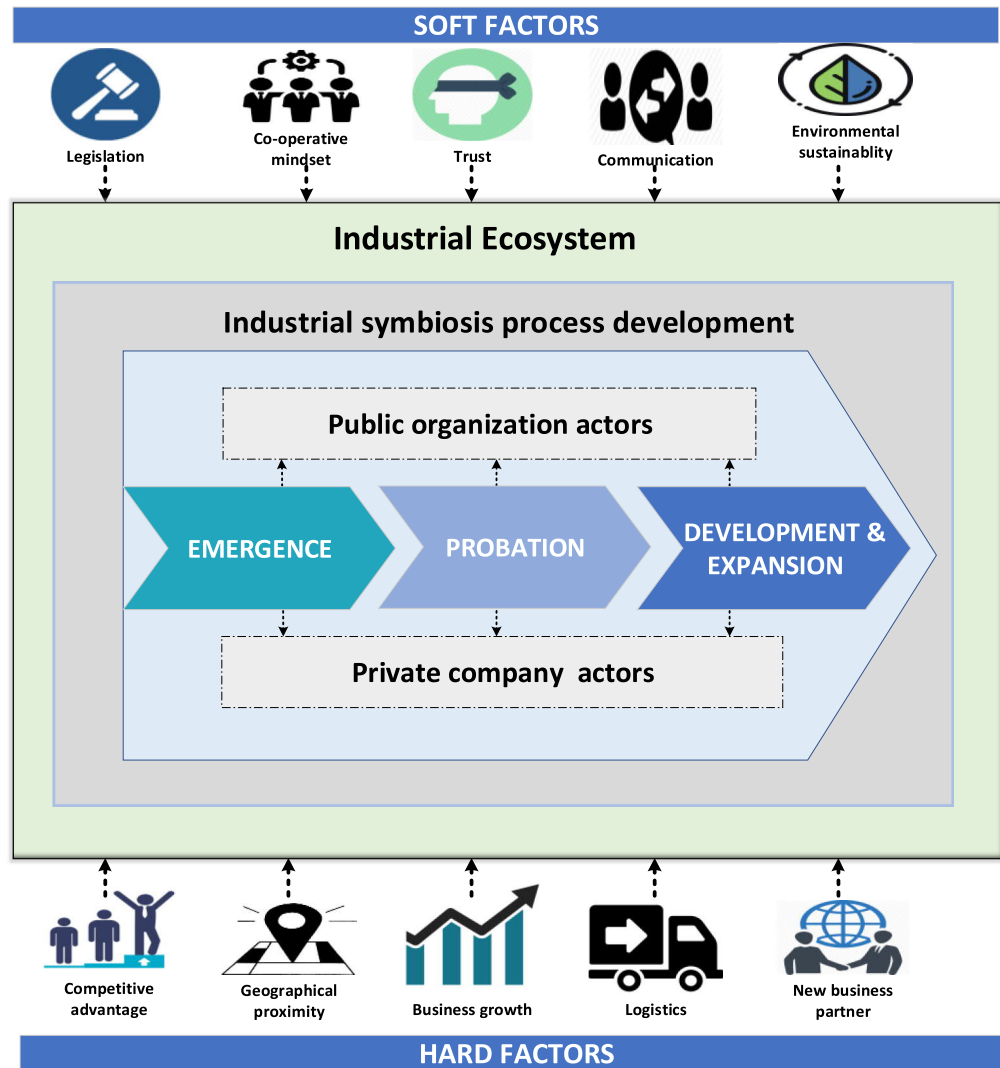 SOFT FACTORS
Legislation
Co-operative
mindset
Trust
Communication
Environmental
sustainablity
Industrial Ecosystem
Industrial symbiosis process development
Public organization actors
EMERGENCE
PROBATION
DEVELOPMENT &
EXPANSION
Private company actors
Competitive
advantage
Geographical
proximity
Business growth
Logistics
New business
partner
HARD FACTORS